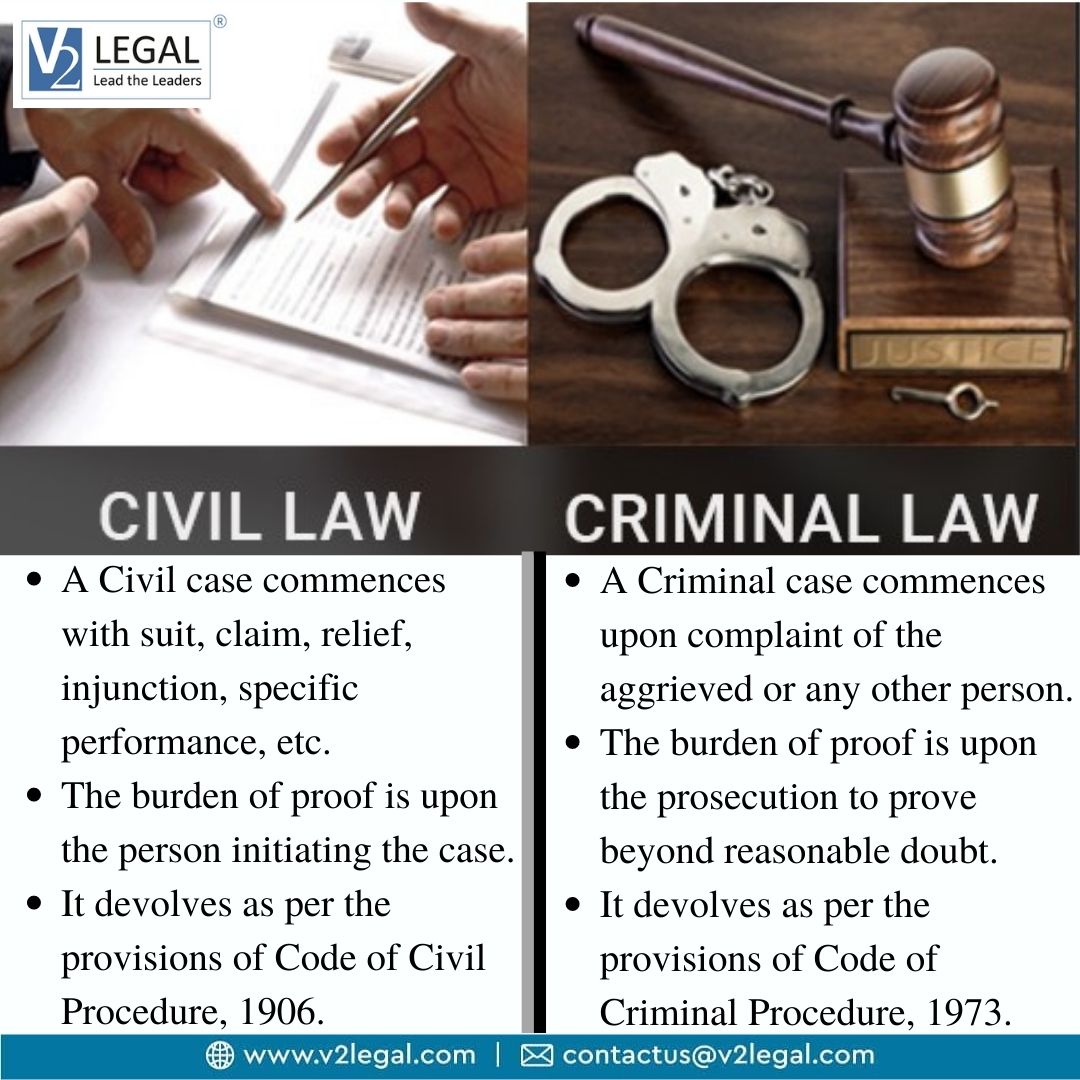 V2 LEGAL ®
Lead the Leaders
JUSTICE
CIVIL LAW
A Civil case commences
with suit, claim, relief,
injunction, specific
performance, etc.
The burden of proof is upon
the person initiating the case.
It devolves as per the
provisions of Code of Civil
Procedure, 1906.
CRIMINAL LAW
A Criminal case commences
upon complaint of the
aggrieved or any other person.
The burden of proof is upon
the prosecution to prove
beyond reasonable doubt.
It devolves as per the
provisions of Code of
Criminal Procedure, 1973.
www.v2legal.com | contactus@v2legal.com